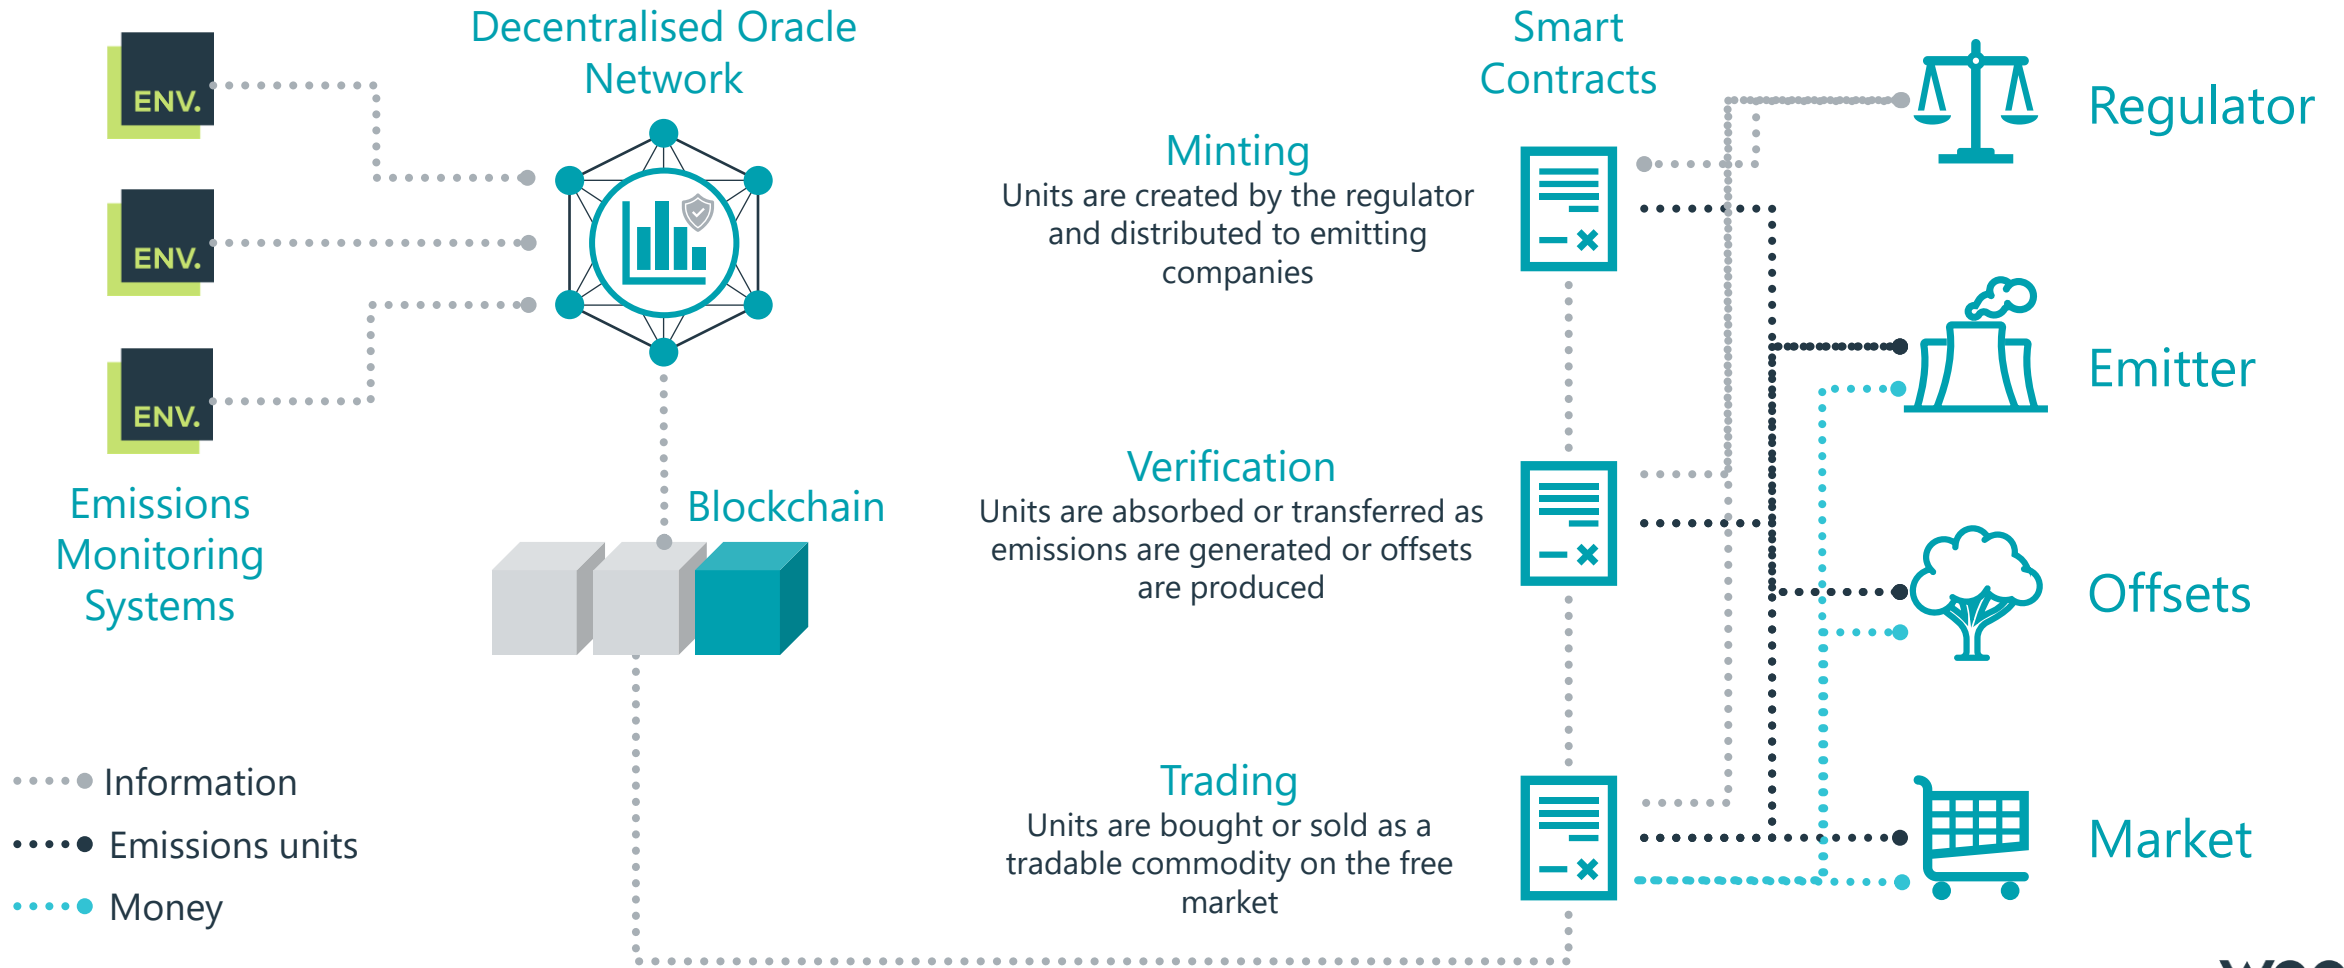 ENV.
ENV.
ENV.
Emissions
Monitoring
Systems
Decentralised Oracle
Network
Blockchain
Information
Emissions units
Money
Smart
Contracts
Minting
Units are created by the regulator
and distributed to emitting
companies
Verification
Units are absorbed or transferred as
emissions are generated or offsets
are produced
Trading
Units are bought or sold as a
tradable commodity on the free
market
Regulator
Emitter
Offsets
Market